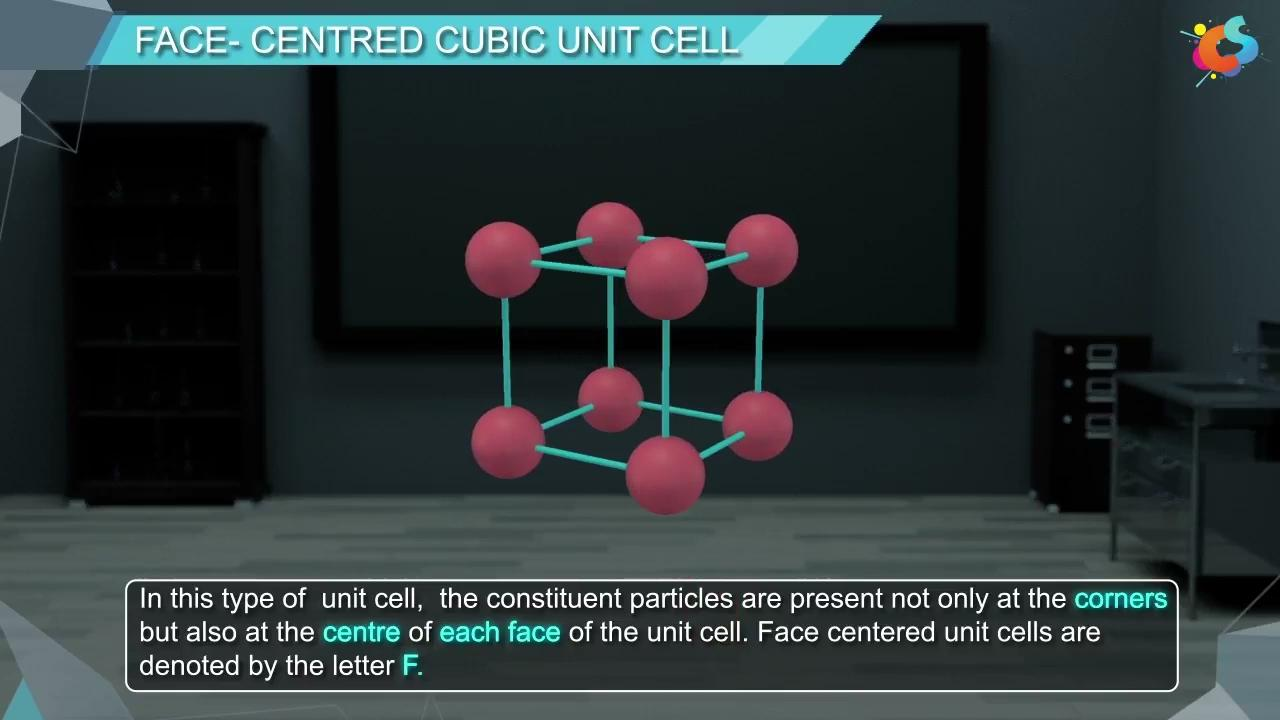 FACE- CENTRED CUBIC UNIT CELL
In this type of  unit cell,  the constituent particles are present not only at the corners
but also at the centre of each face of the unit cell. Face centered unit cells are
denoted by the letter F.